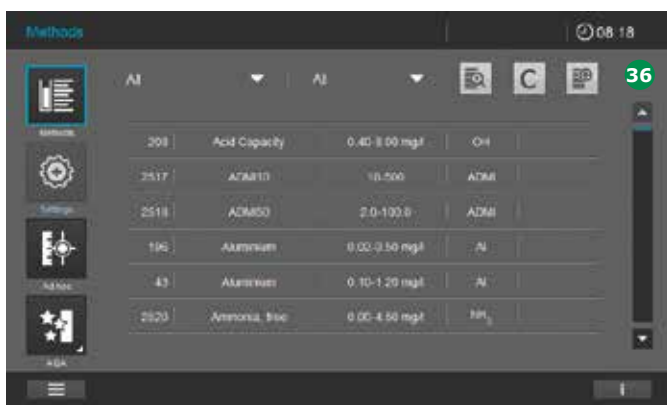 Methods 08 18
All All C 36
Methods
203 Acid Capacity 0.40-8.00 mg/l OH
2517 ADMI10 10-500 ADMI
Settings
2518 ADMI50 2.0-100.0 ADMI
196 Aluminium 0.02-3.50 mg/l Al
Ad hoc
43 Aluminium 0.10-1.20 mg/l Al
2520 Ammonia, free 0.00-4.50 mg/l NH3
AQA
i